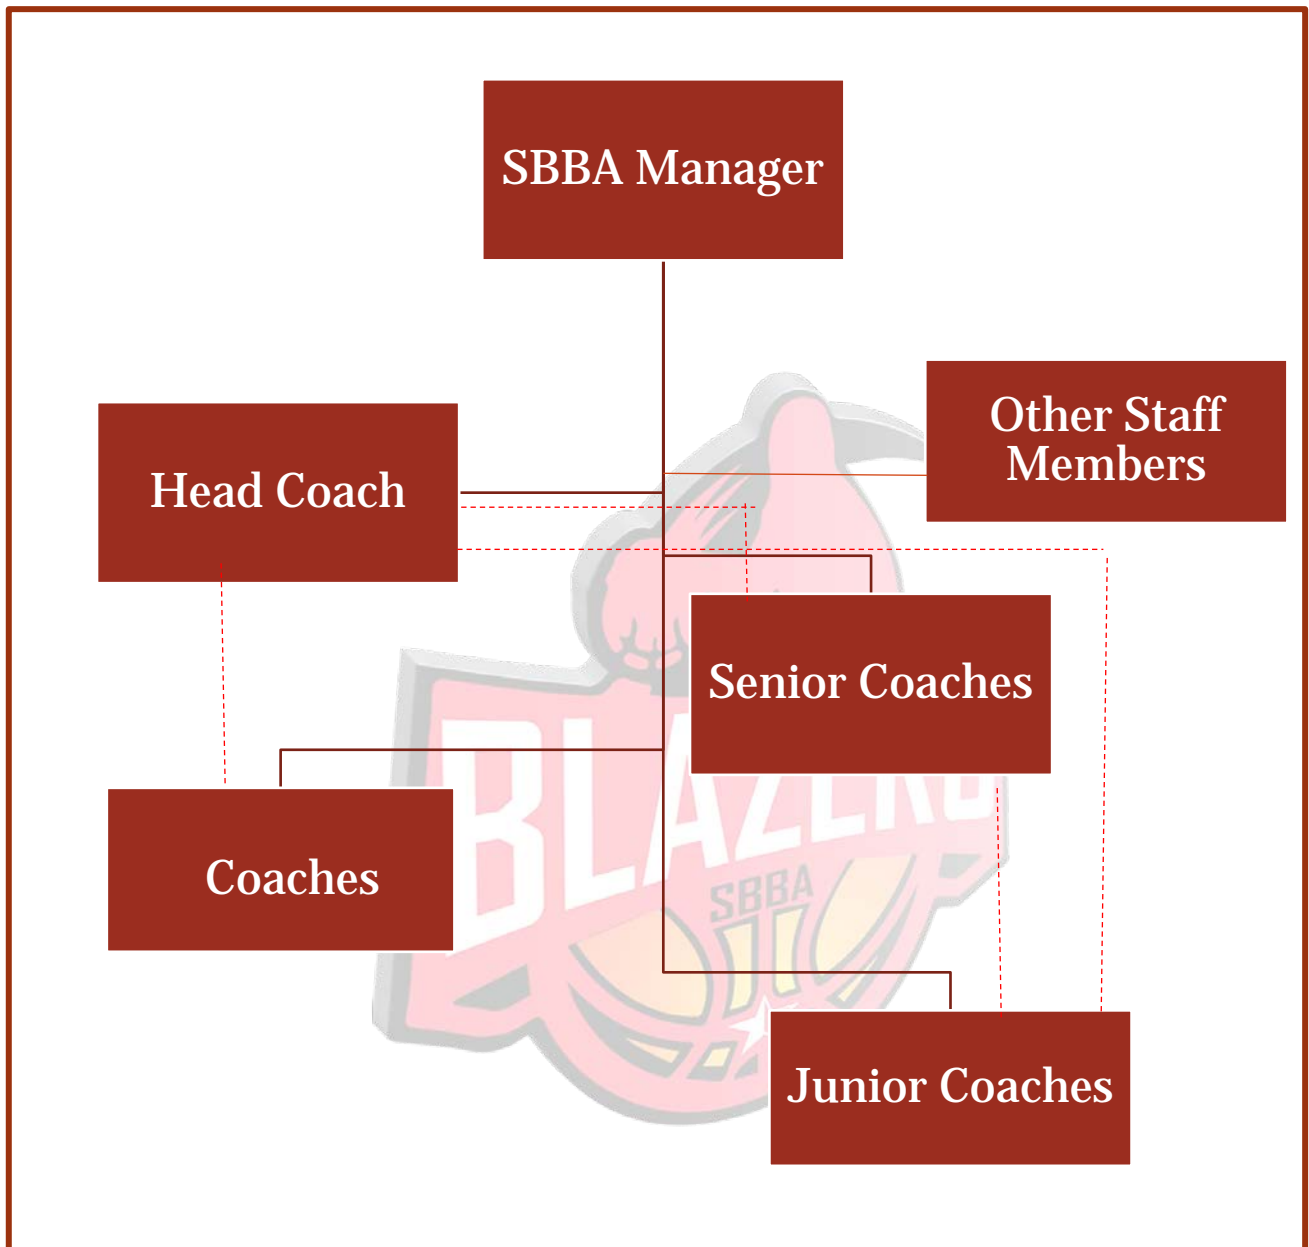 SBBA Manager
Other Staff
Members
Head Coach
Senior Coaches
BLAZERS
Coaches
SBBA
Junior Coaches